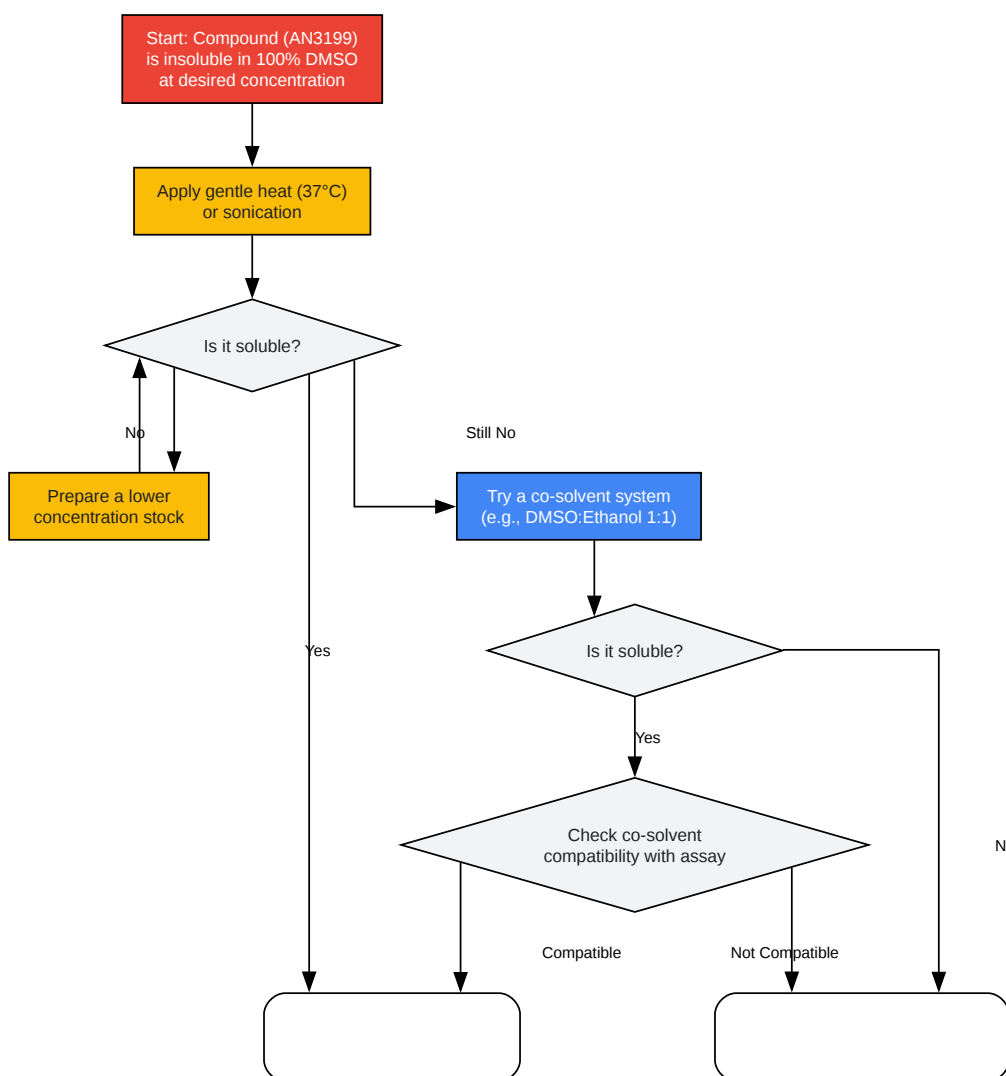 Start: Compound (AN3199)
is insoluble in 100% DMSO
at desired concentration
Apply gentle heat (37°C)
or sonication
Is it soluble?
No
Still No
Prepare a lower
concentration stock
Try a co-solvent system
(e.g., DMSO:Ethanol 1:1)
Yes
Is it soluble?
Yes
Check co-solvent
compatibility with assay
Compatible
Not Compatible